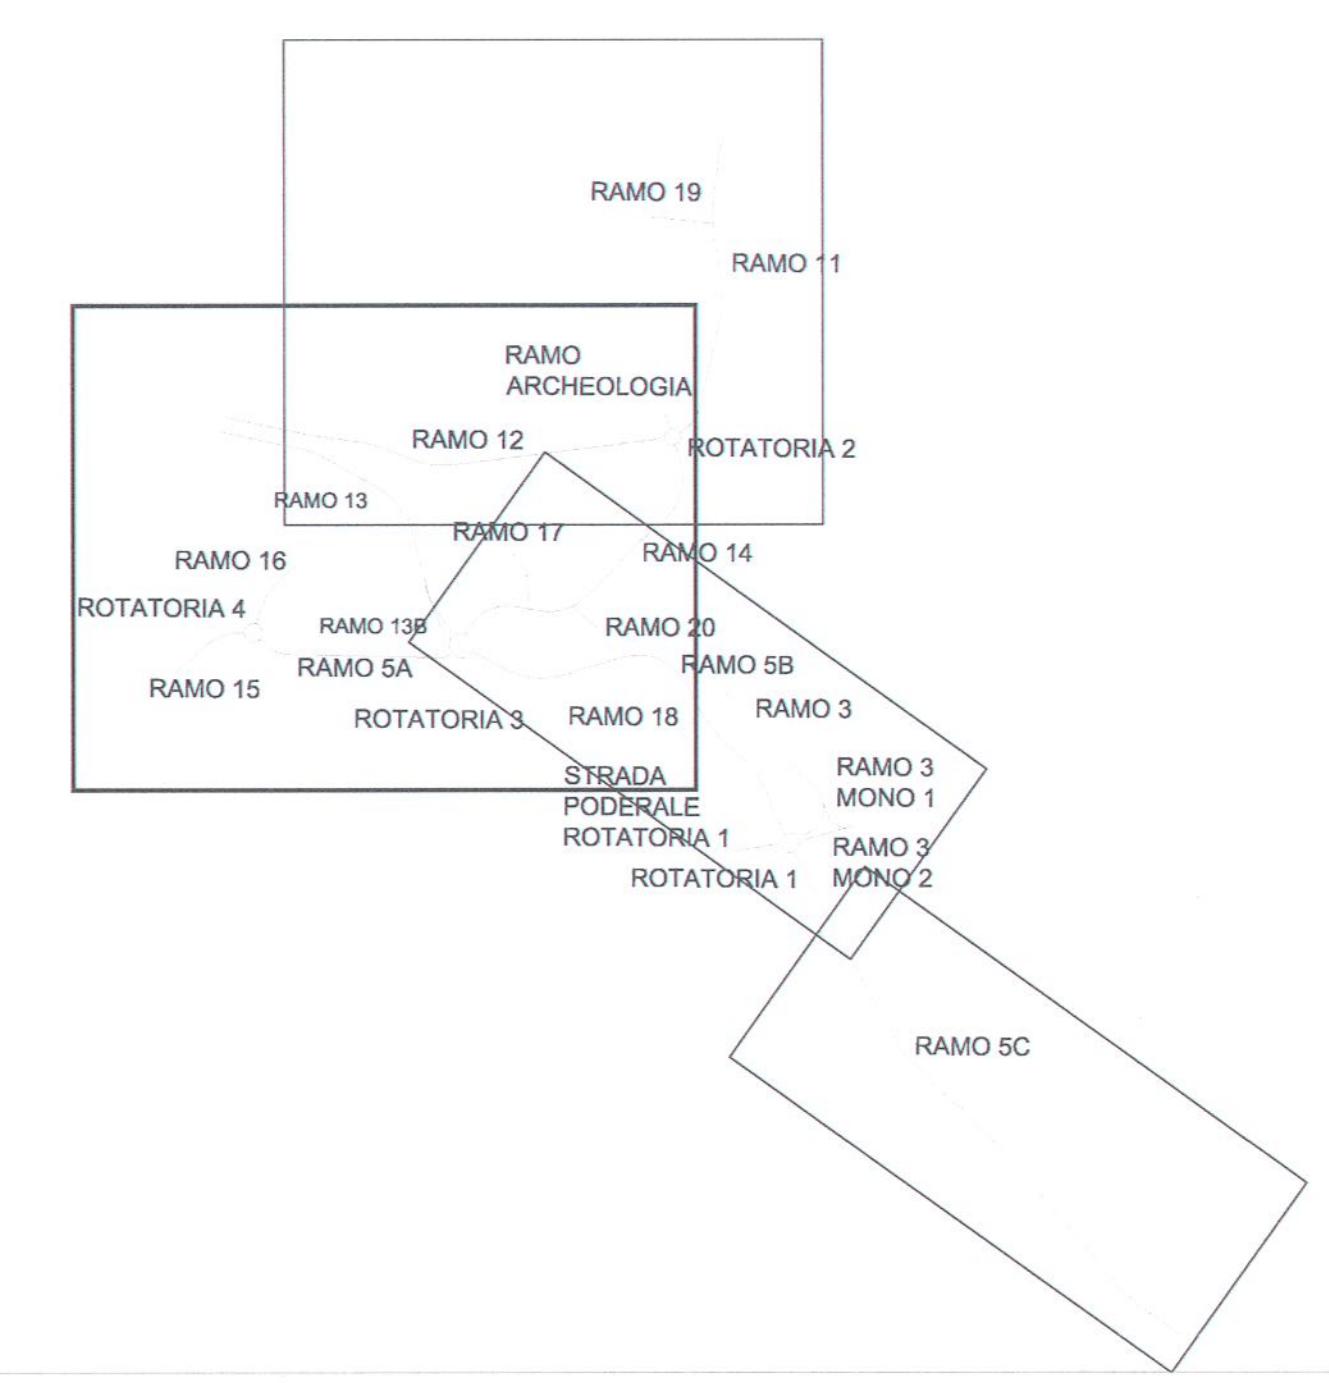 RAMO 19
RAMO 11
RAMO
ARCHEOLOGIA
RAMO 12
ROTATORIA 2
RAMO 13
RAMO 17
RAMO 14
RAMO 16
ROTATORIA 4
RAMO 13B
RAMO 20
RAMO 5A
RAMO 5B
RAMO 15
RAMO 3
ROTATORIA 3
RAMO 18
RAMO 3
MONO 1
STRADA
PODERALE
ROTATORIA 1
RAMO 3
MONO 2
ROTATORIA 1
RAMO 5C